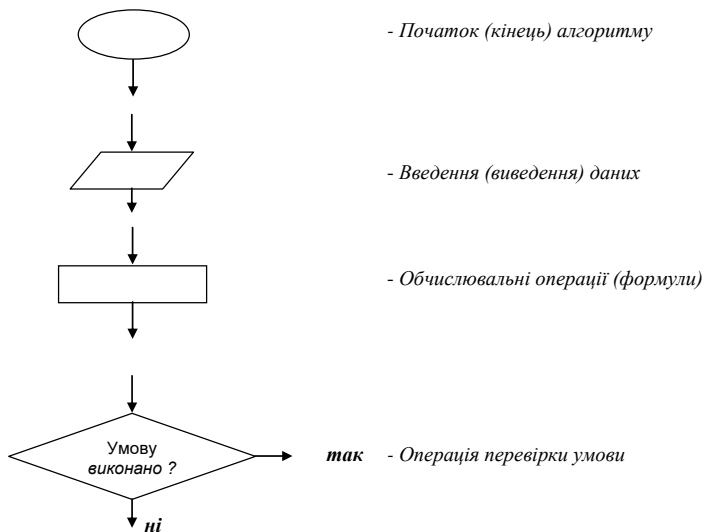 - Початок (кінець) алгоритму
- Введення (виведення) даних
- Обчислювальні операції (формули)
Умову
виконано ?
так
- Операція перевірки умови
ні